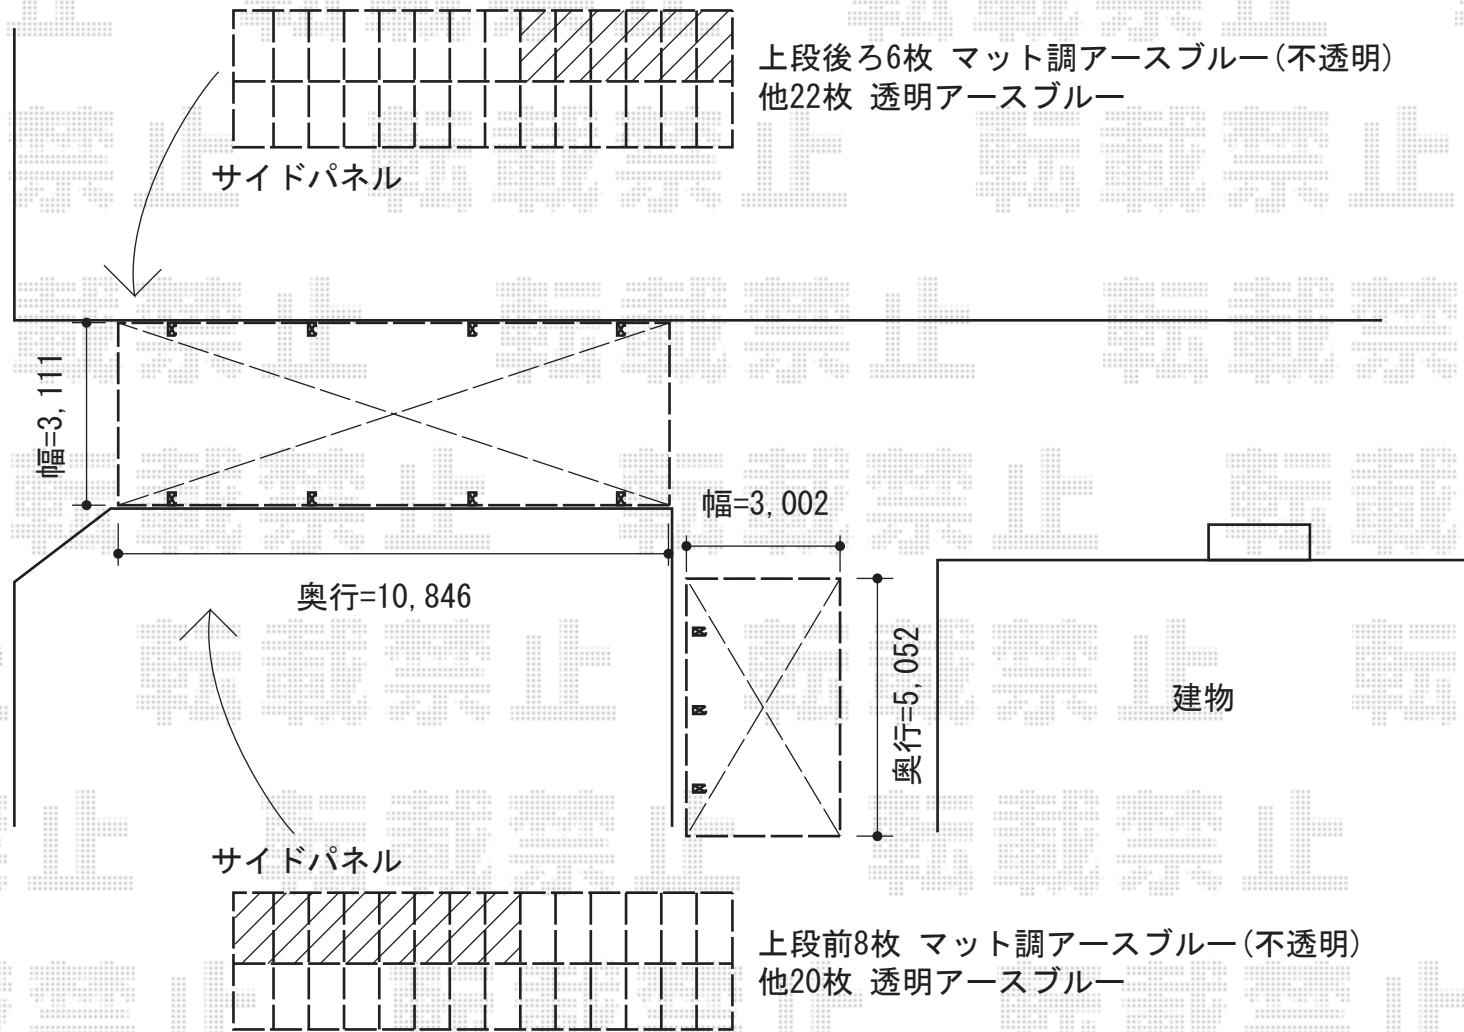 上段後ろ6枚 マット調アースブルー(不透明)
他22枚 透明アースブルー
サイドパネル
幅=3,111
幅=3,002
奥行=10,846
奥行=5,052
建物
サイドパネル
上段前8枚 マット調アースブルー(不透明)
他20枚 透明アースブルー
転載禁止